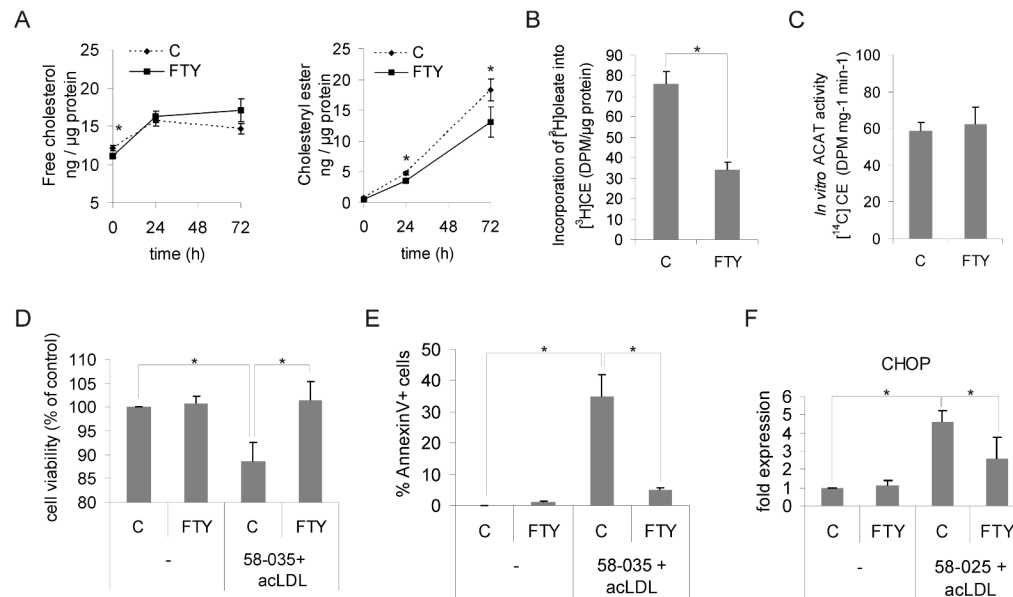 A
Free cholesterol
ng / µg protein
25
20
15
10
5
C
FTY
*
0 24 48 72
time (h)
Cholesteryl ester
ng / µg protein
25
20
15
10
5
0
C
FTY
*
*
0 24 48 72
time (h)
B
Incorporation of [³H]oleate into
[³H]CE (DPM/µg protein)
90
80
70
60
50
40
30
20
10
0
*
C FTY
C
In vitro ACAT activity
[¹⁴C]CE (DPM mg-1 min-1)
100
80
60
40
20
0
C FTY
D
cell viability (% of control)
110
105
100
95
90
85
80
* *
C FTY C FTY
- 58-035+
acLDL
E
% AnnexinV+ cells
50
40
30
20
10
0
* *
C FTY C FTY
- 58-035 +
acLDL
F
CHOP
fold expression
6
5
4
3
2
1
0
* *
C FTY C FTY
- 58-025 +
acLDL